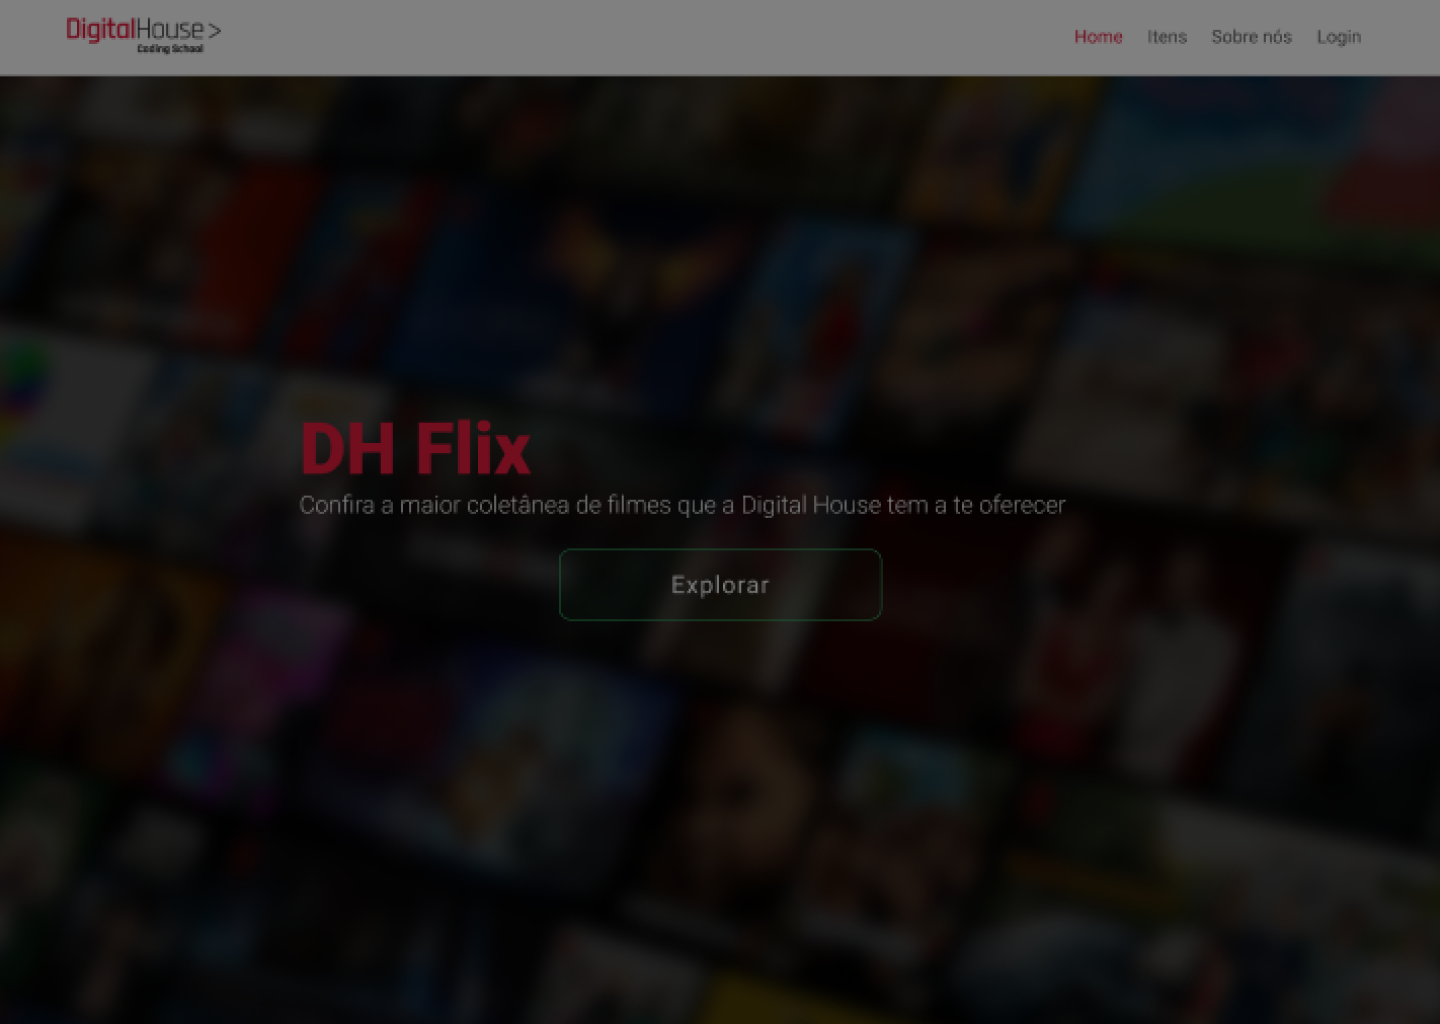 DigitalHouse >
Coding School
Home Itens Sobre nós Login
DH Flix
Confira a maior coletânea de filmes que a Digital House tem a te oferecer
Explorar